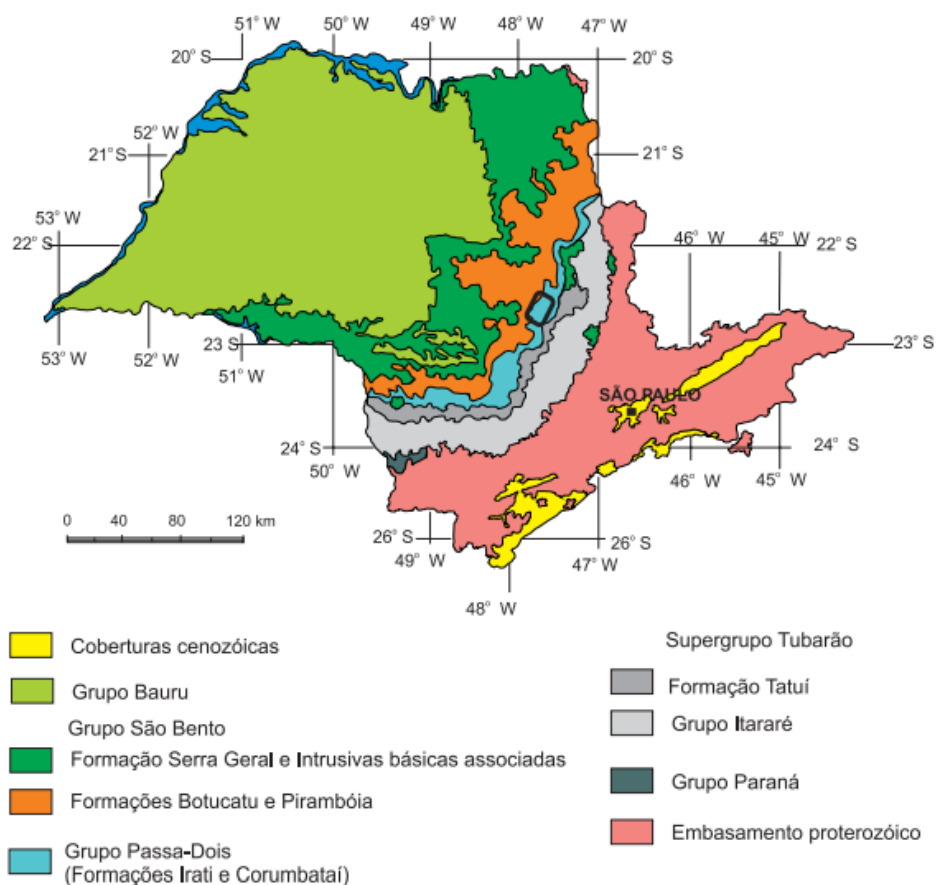 51° W 50° W 49° W 48° W 47° W
20° S 20° S
52° W
21° S 21° S
53° W
22° S 46° W 45° W 22° S
53° W 52° W 23 S 51° W 23° S
SÃO PAULO
24° S 50° W 46° W 45° W 24° S
0 40 80 120 km
26° S 49° W 47° W 26° S
48° W
Coberturas cenozóicas
Grupo Bauru
Grupo São Bento
Formação Serra Geral e Intrusivas básicas associadas
Formações Botucatu e Pirambóia
Grupo Passa-Dois
(Formações Irati e Corumbataí)
Supergrupo Tubarão
Formação Tatuí
Grupo Itararé
Grupo Paraná
Embasamento proterozóico